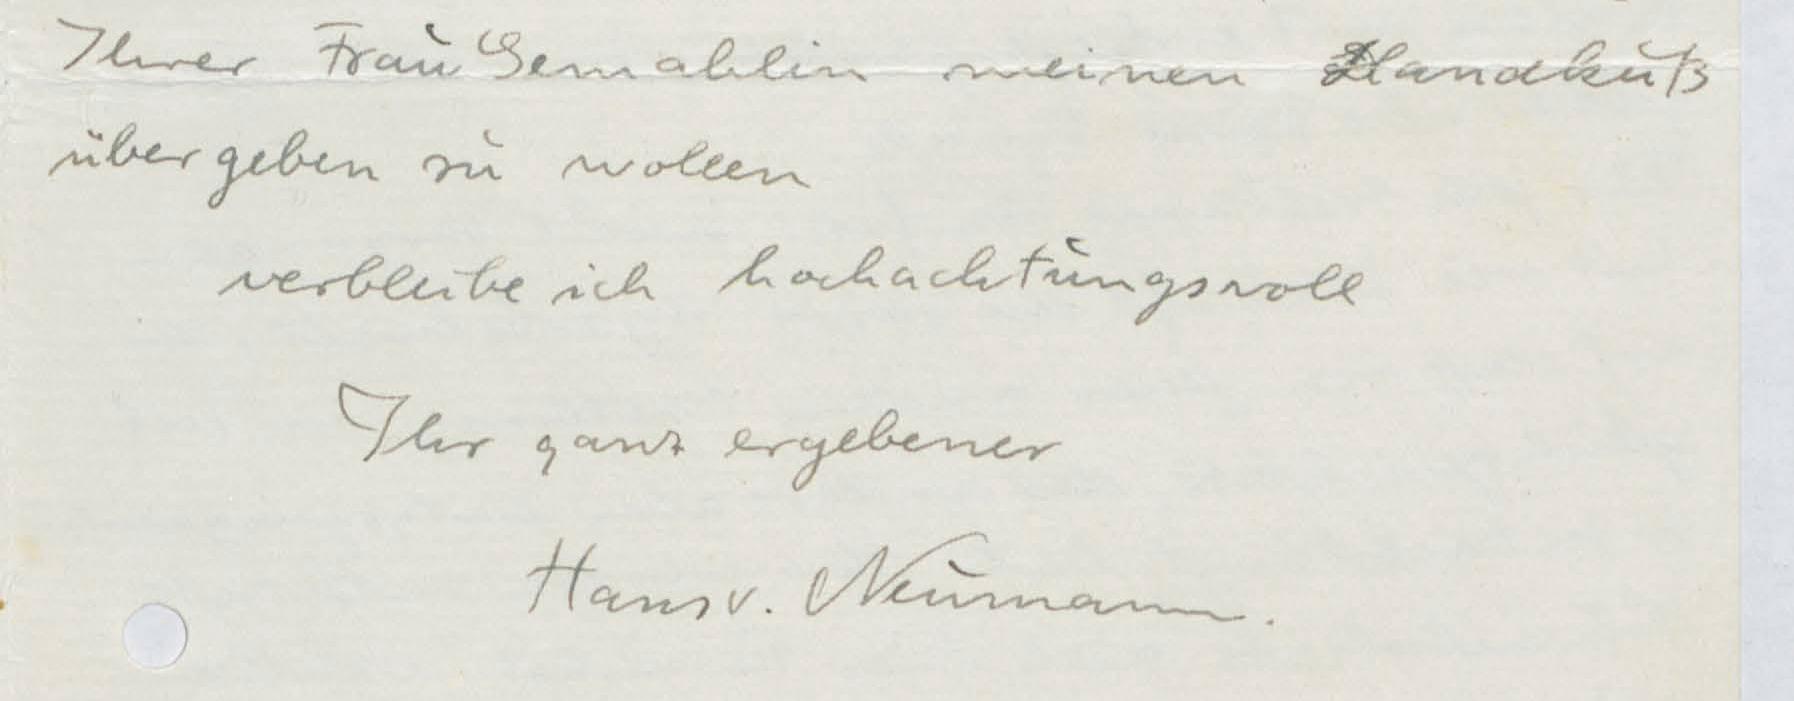 Ihrer Frau Gemahlin meinen Handkuß
übergeben zu wollen
verbleibe ich hochachtungsvoll
Ihr ganz ergebener
Hans v. Neumann.